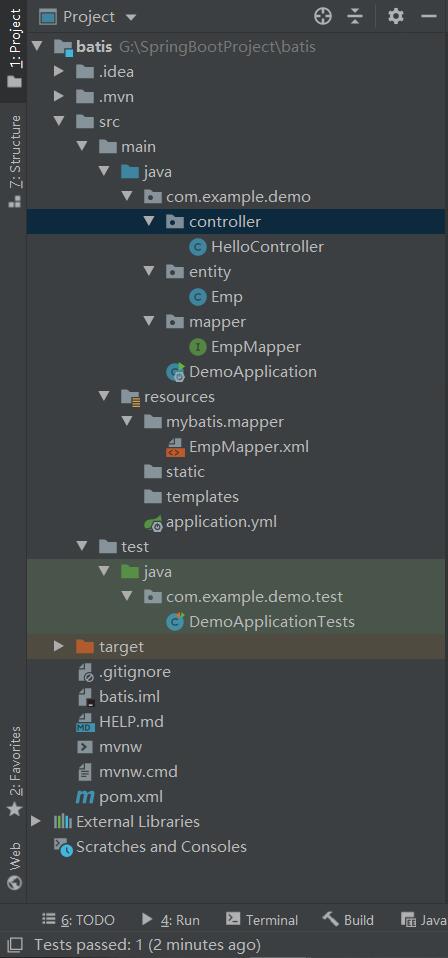 Project
1: Project
batis G:\SpringBootProject\batis
.idea
.mvn
src
main
7: Structure
java
com.example.demo
controller
C HelloController
entity
C Emp
mapper
I EmpMapper
C DemoApplication
resources
mybatis.mapper
EmpMapper.xml
static
templates
application.yml
test
java
com.example.demo.test
C DemoApplicationTests
target
.gitignore
batis.iml
MD HELP.md
mvnw
mvnw.cmd
m pom.xml
2: Favorites
External Libraries
Scratches and Consoles
Web
6: TODO 4: Run Terminal Build Java
Tests passed: 1 (2 minutes ago)